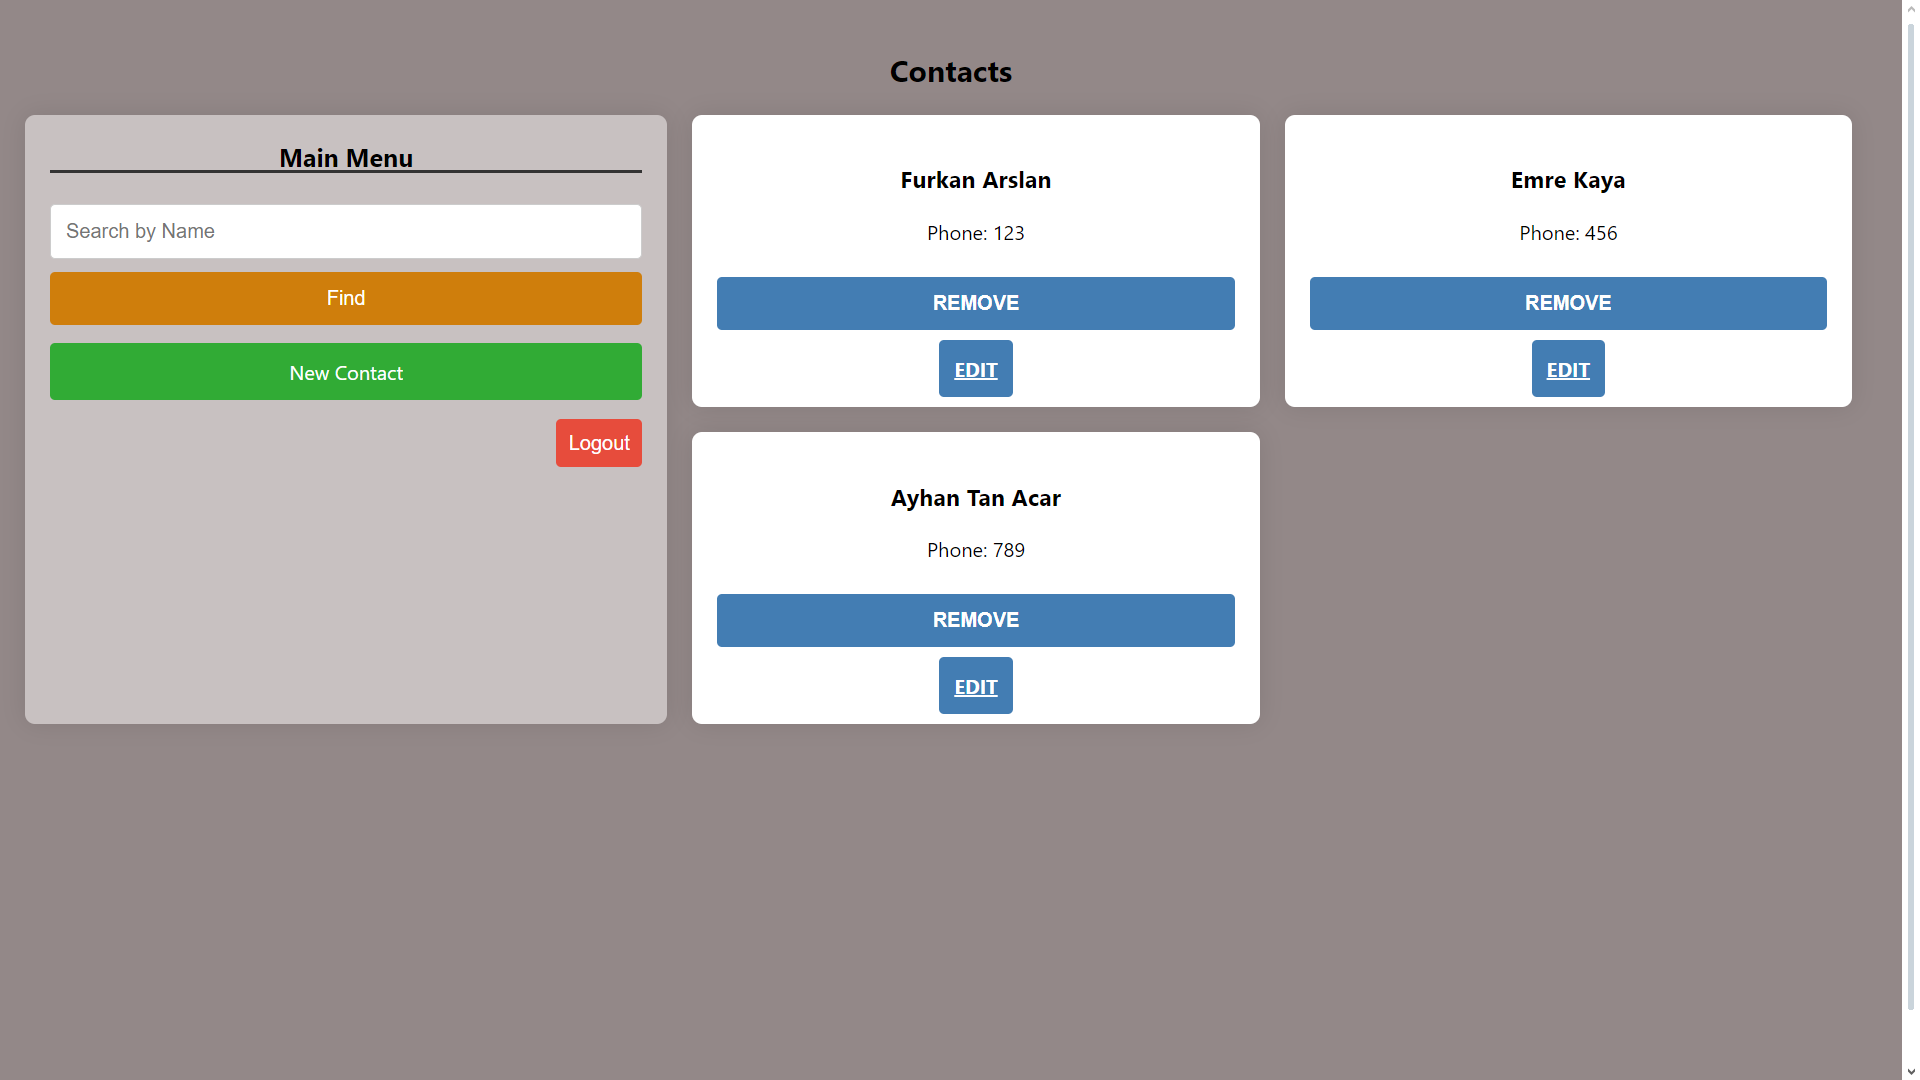 Contacts
Main Menu
Search by Name
Find
New Contact
Logout
Furkan Arslan
Phone: 123
REMOVE
EDIT
Emre Kaya
Phone: 456
REMOVE
EDIT
Ayhan Tan Acar
Phone: 789
REMOVE
EDIT